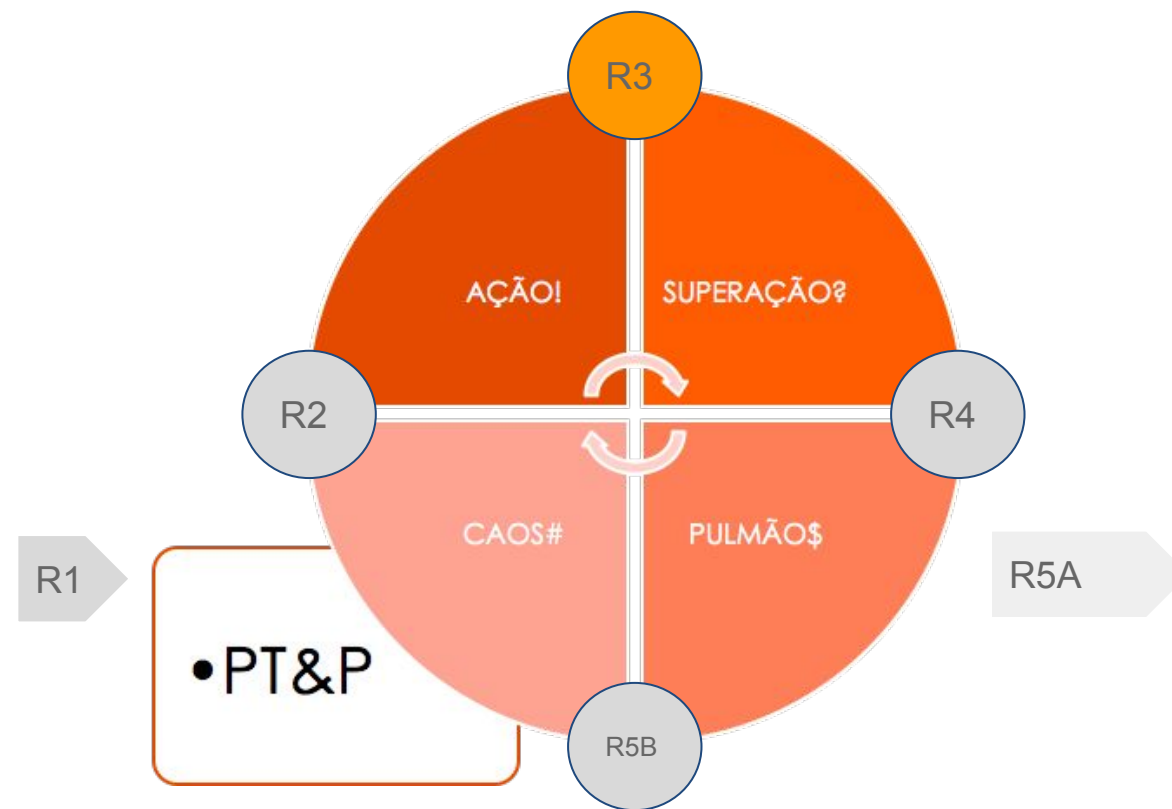 R3
AÇÃO!
SUPERAÇÃO?
R2
R4
CAOS#
PULMÃO$
R1
R5A
•PT&P
R5B